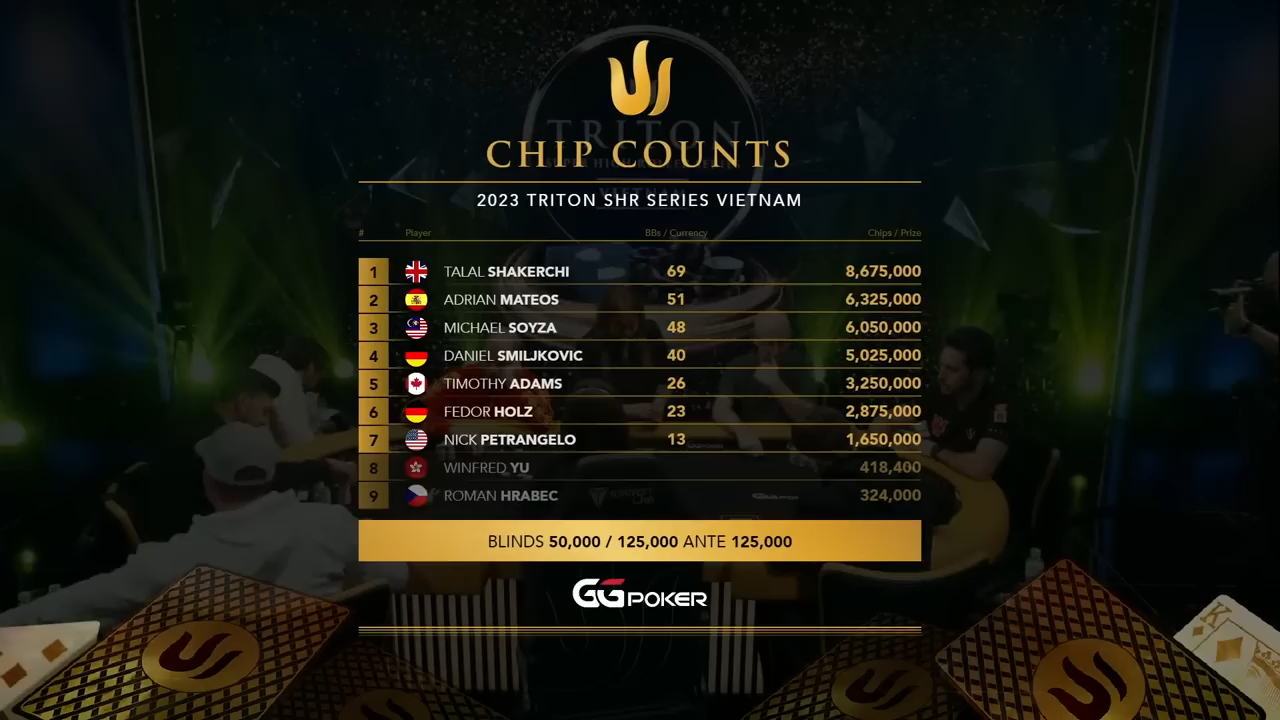 TRITON
CHIP COUNTS
VIETNAM
2023 TRITON SHR SERIES VIETNAM
# Player BBs / Currency Chips / Prize
1 TALAL SHAKERCHI 69 8,675,000
2 ADRIAN MATEOS 51 6,325,000
3 MICHAEL SOYZA 48 6,050,000
4 DANIEL SMILJKOVIC 40 5,025,000
5 TIMOTHY ADAMS 26 3,250,000
6 FEDOR HOLZ 23 2,875,000
7 NICK PETRANGELO 13 1,650,000
8 WINFRED YU 418,400
9 ROMAN HRABEC 324,000
BLINDS 50,000 / 125,000 ANTE 125,000
GGPOKER
K